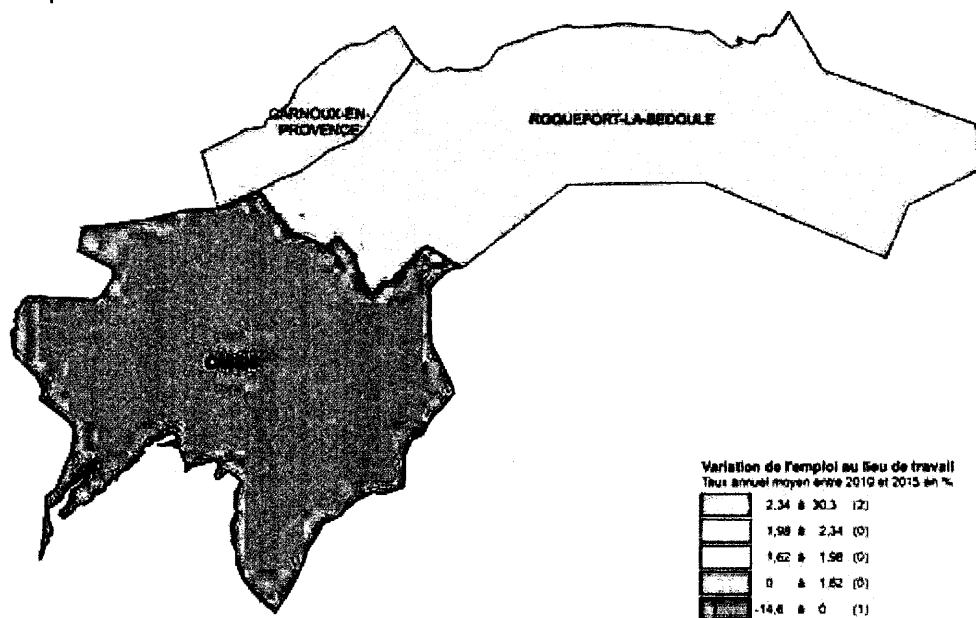 CARNOUX-EN-
PROVENCE
ROQUEFORT-LA-BEDOULE
Variation de l'emploi au lieu de travail
Taux annuel moyen entre 2010 et 2015 en %
2,34 à 30,3 (2)
1,98 à 2,34 (0)
1,62 à 1,98 (0)
0 à 1,62 (0)
-14,6 à 0 (1)